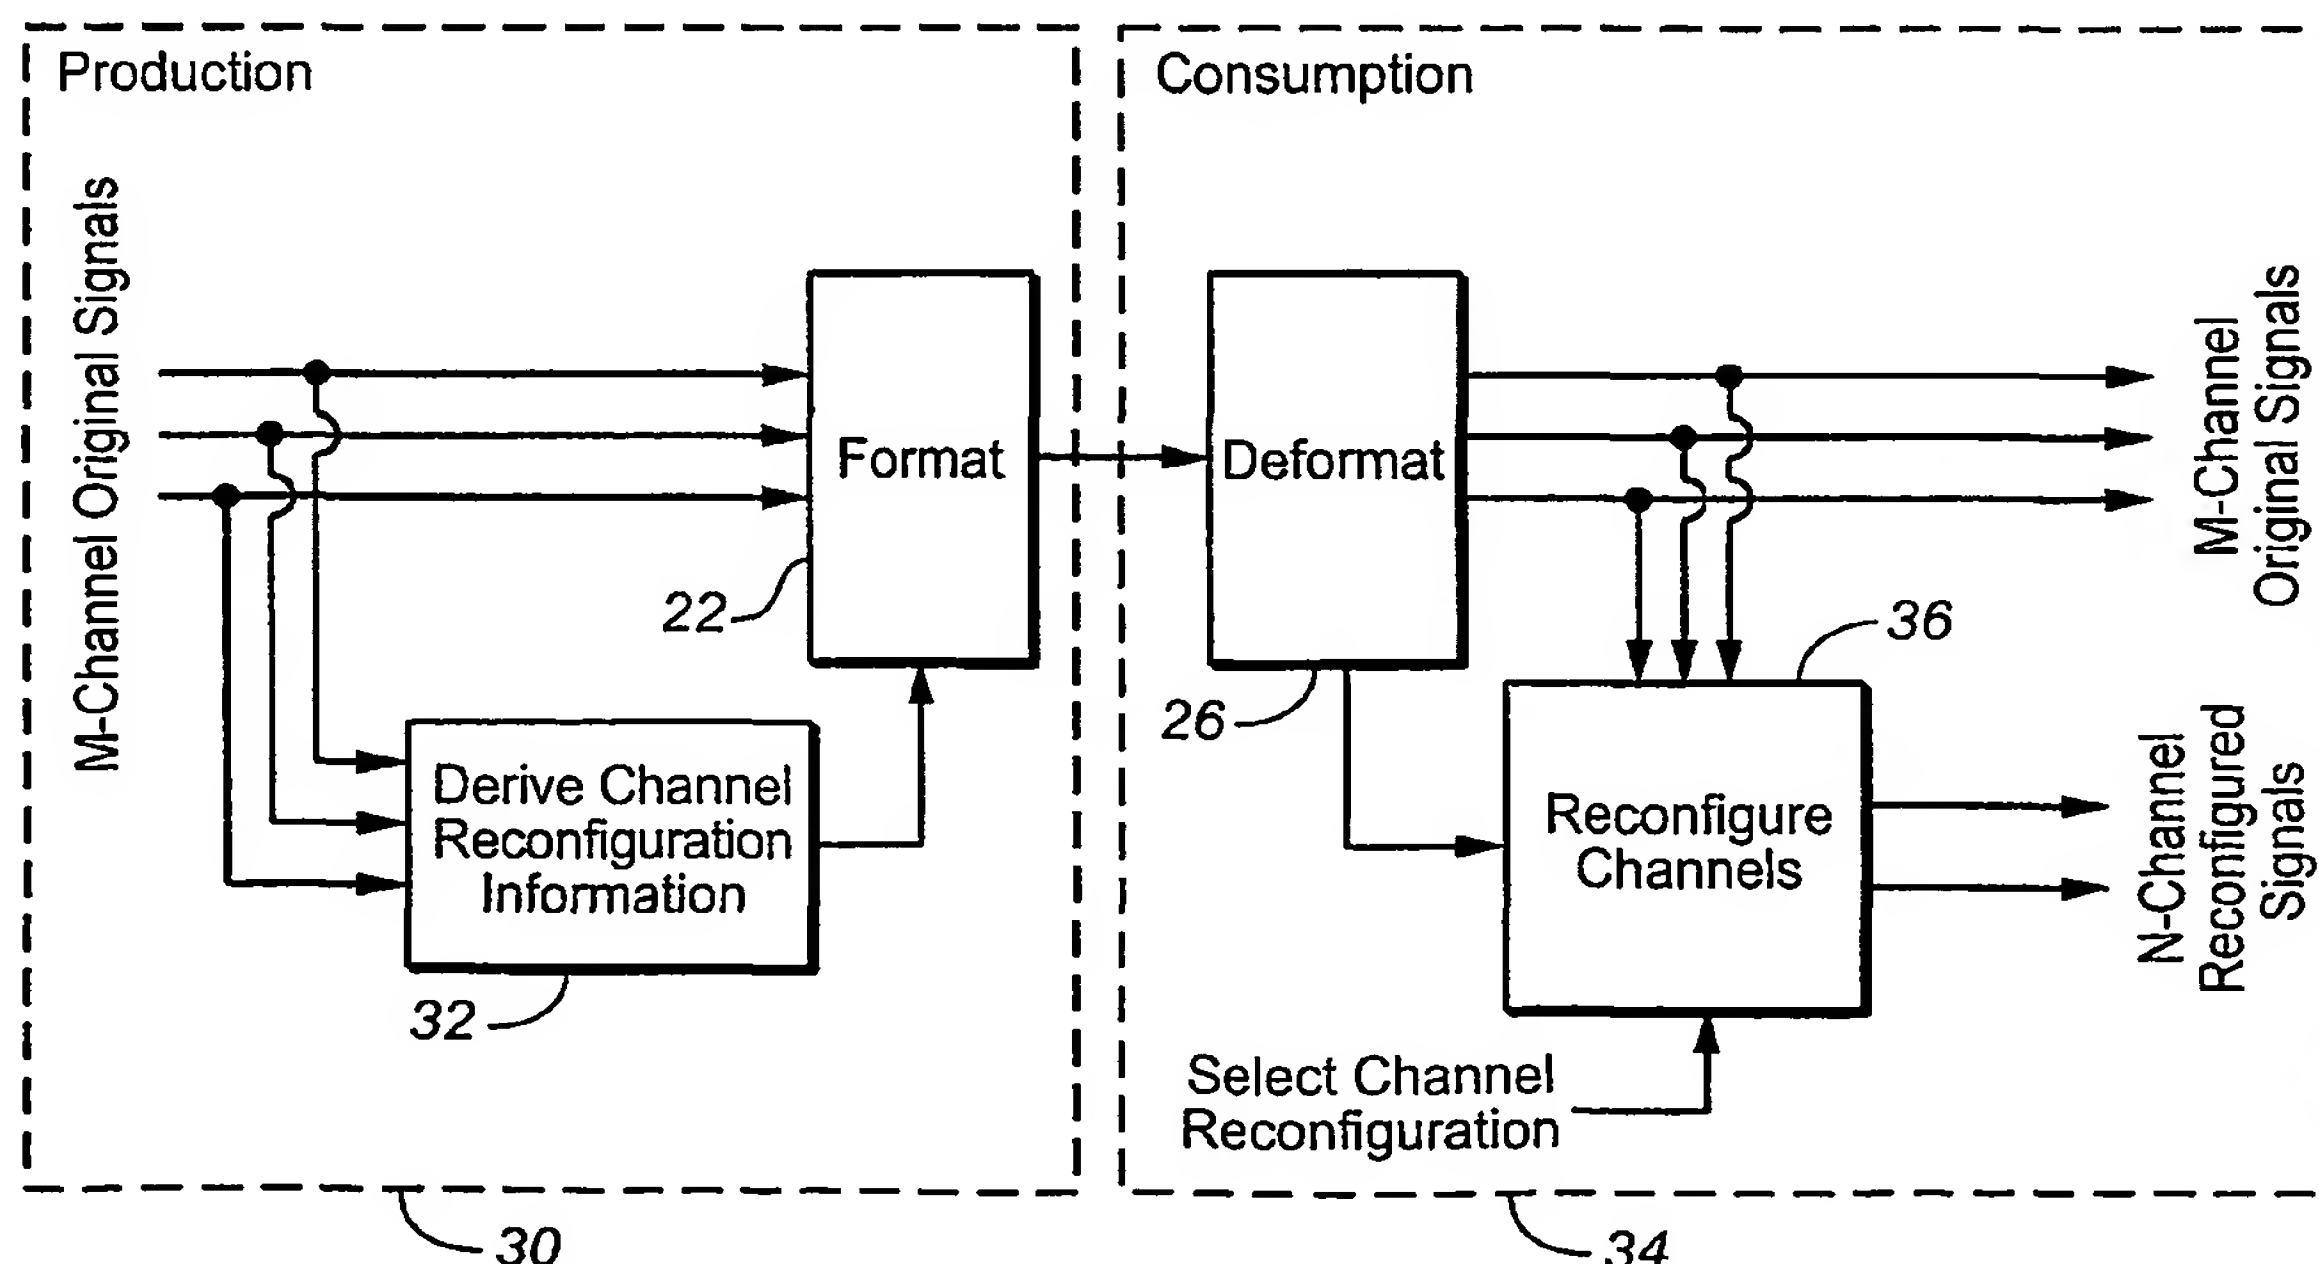 Production
M-Channel Original Signals
Format
22
Derive Channel
Reconfiguration
Information
32
30
Consumption
Deformat
26
M-Channel
Original Signals
36
Reconfigure
Channels
N-Channel
Reconfigured
Signals
Select Channel
Reconfiguration
34